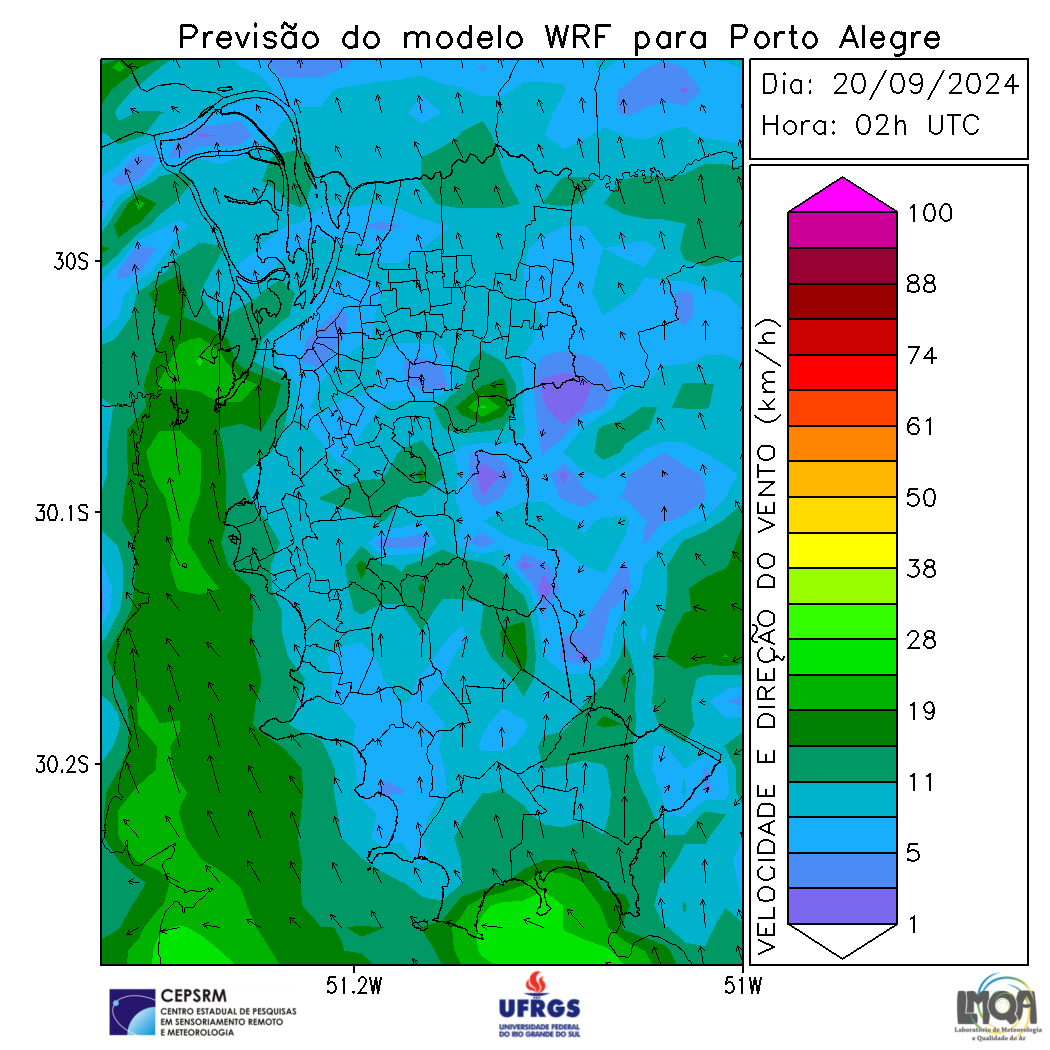 Previsão do modelo WRF para Porto Alegre
Dia: 20/09/2024
Hora: 02h UTC
30S
30.1S
30.2S
51.2W
51W
VELOCIDADE E DIREÇÃO DO VENTO (km/h)
100
88
74
61
50
38
28
19
11
5
1
CEPSRM
CENTRO ESTADUAL DE PESQUISAS
EM SENSORIAMENTO REMOTO
E METEOROLOGIA
UFRGS
UNIVERSIDADE FEDERAL
DO RIO GRANDE DO SUL
LMQA
Laboratório de Meteorologia
e Qualidade do Ar